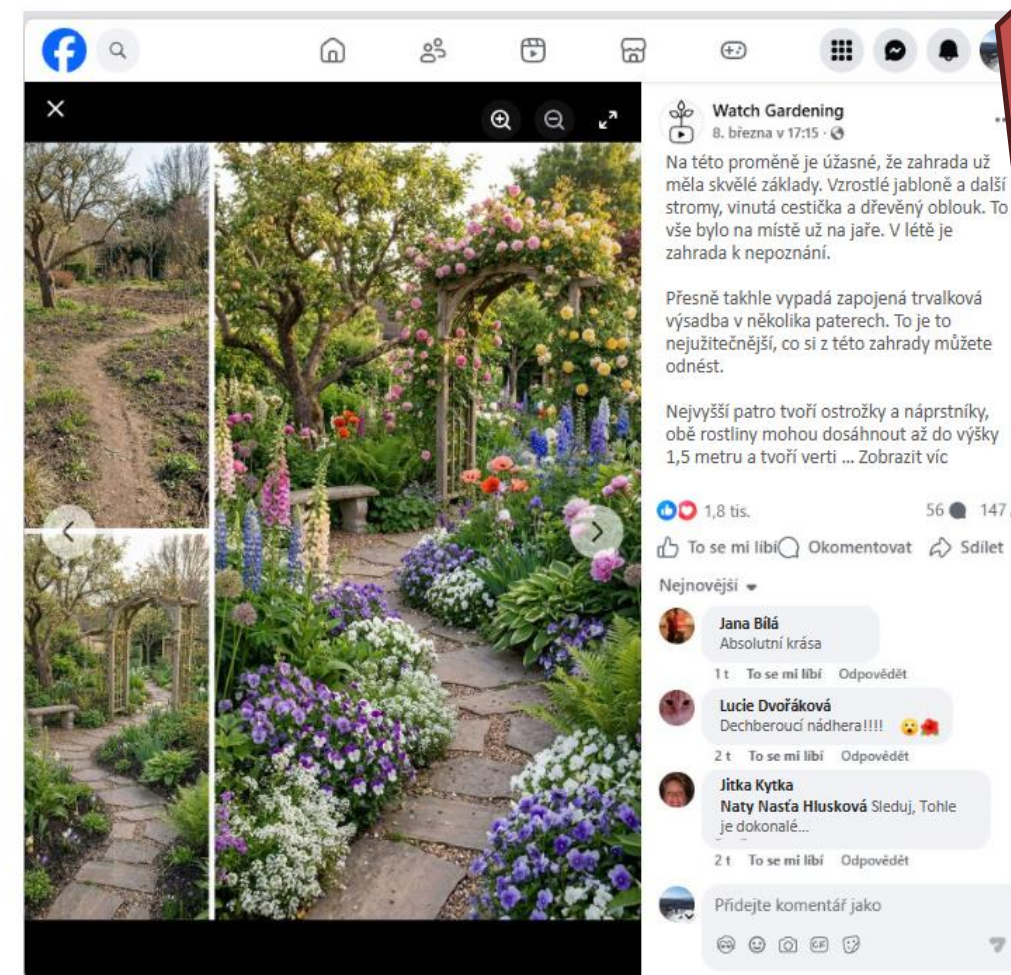 Watch Gardening
8. března v 17:15
Na této proměně je úžasné, že zahrada už
měla skvělé základy. Vzrostlé jabloně a další
stromy, vinutá cestička a dřevěný oblouk. To
vše bylo na místě už na jaře. V létě je
zahrada k nepoznání.
Přesně takhle vypadá zapojená trvalková
výsadba v několika paterech. To je to
nejužitečnější, co si z této zahrady můžete
odnést.
Nejvyšší patro tvoří ostrožky a náprstníky,
obě rostliny mohou dosáhnout až do výšky
1,5 metru a tvoří verti ... Zobrazit víc
1,8 tis. 56 147
To se mi líbí Okomentovat Sdílet
Nejnovější
Jana Bílá
Absolutní krása
1 t To se mi líbí Odpovědět
Lucie Dvořáková
Dechberoucí nádhera!!!! 😮🌺
2 t To se mi líbí Odpovědět
Jitka Kytka
Naty Nasťa Hlusková Sleduj, Tohle
je dokonalé...
2 t To se mi líbí Odpovědět
Přidejte komentář jako
GIF